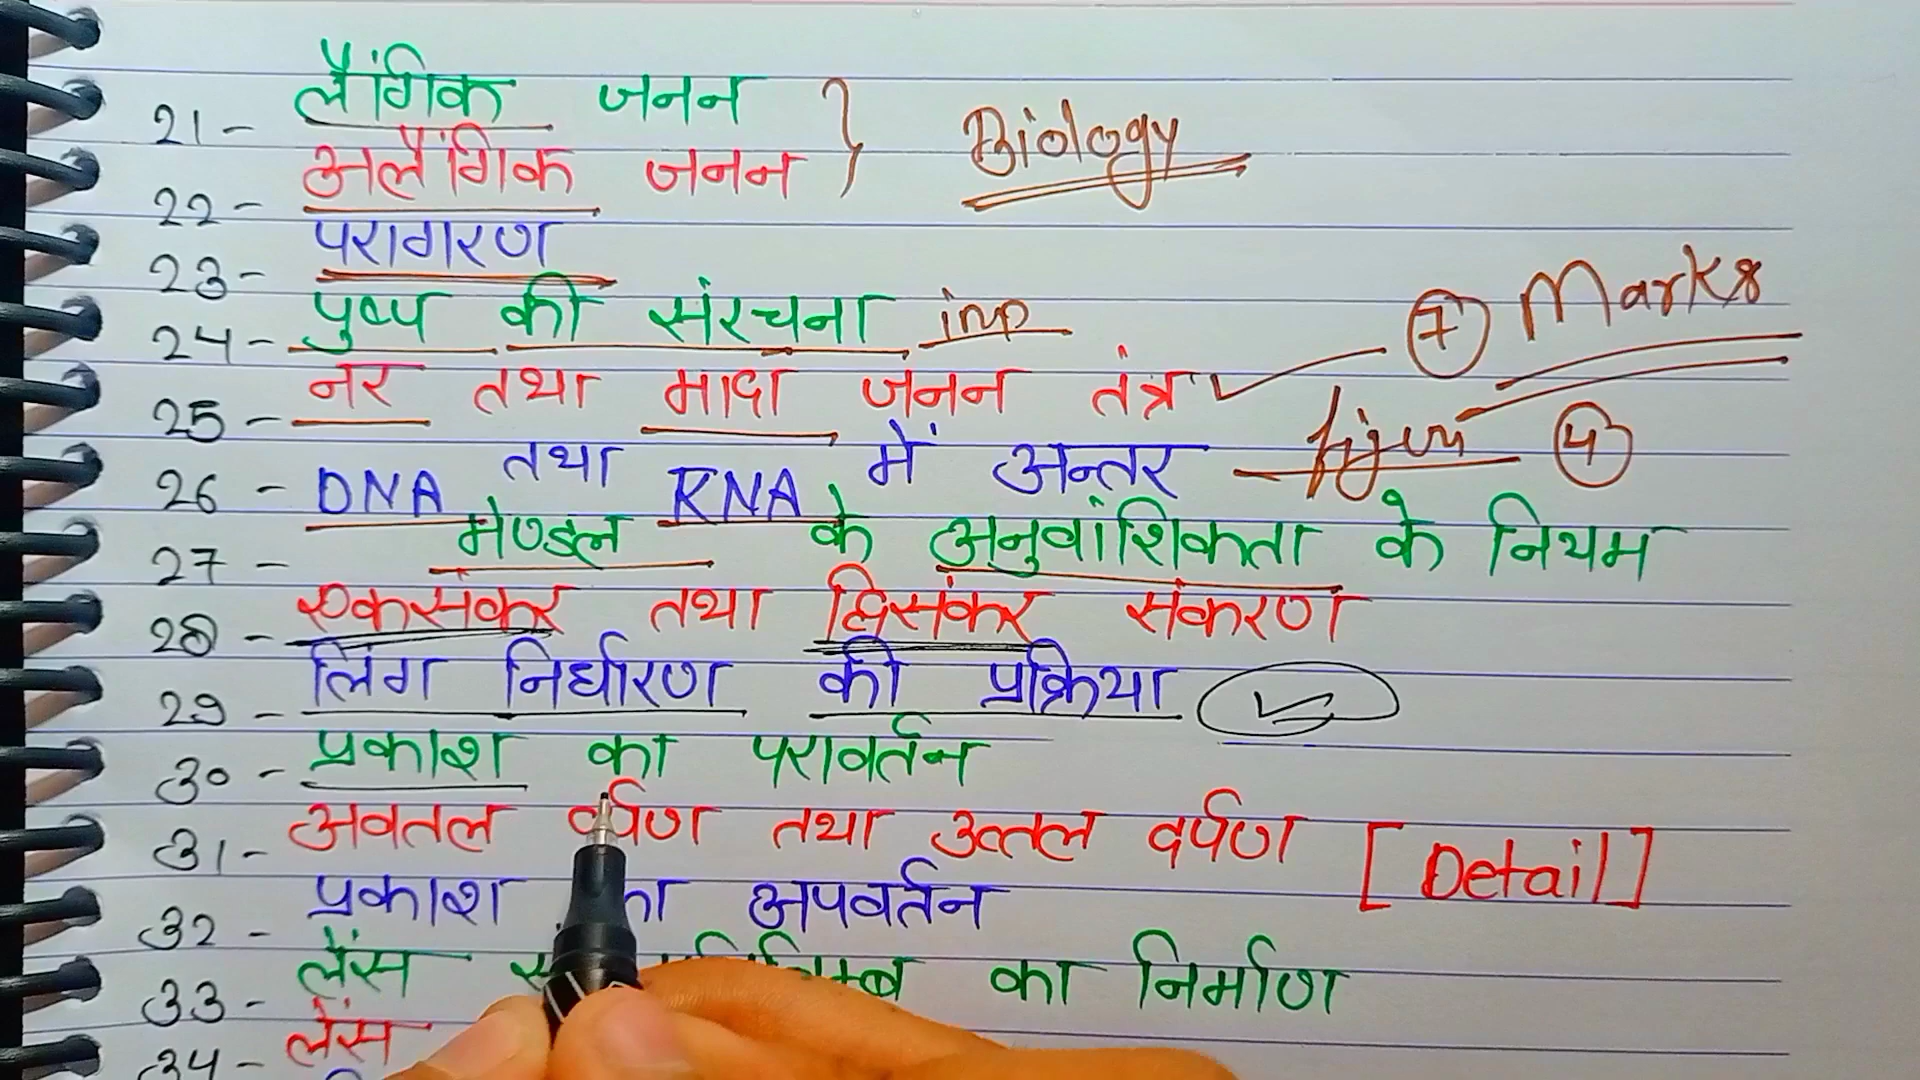 21- लैंगिक जनन } Biology
22- अलैंगिक जनन
23- परागरण
24- पुष्प की संरचना imp
25- नर तथा मादा जनन तंत्र ✓ 7 Marks
26 - DNA तथा RNA में अन्तर 4
27 - मेण्डल के अनुवांशिकता के नियम
28 - एकसंकर तथा द्विसंकर संकरण
29 - लिंग निर्धारण की प्रक्रिया
30 - प्रकाश का परावर्तन
31- अवतल तथा उत्तल दर्पण [Detail]
32 - प्रकाश का अपवर्तन
33- लेंस का निर्माण
34- लेंस